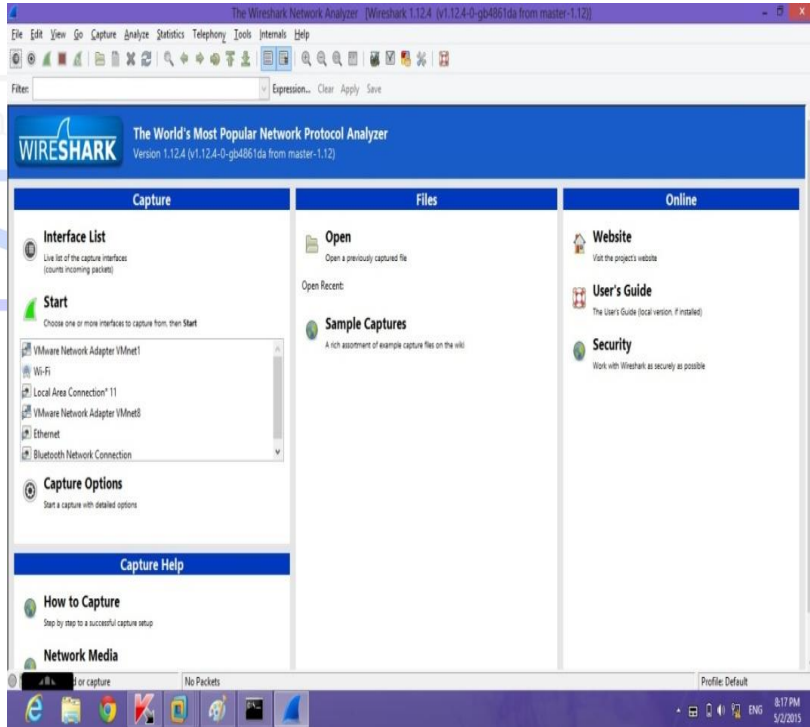 The Wireshark Network Analyzer [Wireshark 1.12.4 (v1.12.4-0-gb4861da from master-1.12)]
File Edit View Go Capture Analyze Statistics Telephony Tools Internals Help
Filter: Expression... Clear Apply Save
WIRESHARK
The World's Most Popular Network Protocol Analyzer
Version 1.12.4 (v1.12.4-0-gb4861da from master-1.12)
Capture
Interface List
Live list of the capture interfaces
(counts incoming packets)
Start
Choose one or more interfaces to capture from, then Start
VMware Network Adapter VMnet1
Wi-Fi
Local Area Connection* 11
VMware Network Adapter VMnet8
Ethernet
Bluetooth Network Connection
Capture Options
Start a capture with detailed options
Capture Help
How to Capture
Step by step to a successful capture setup
Network Media
Files
Open
Open a previously captured file
Open Recent:
Sample Captures
A rich assortment of example capture files on the wiki
Online
Website
Visit the project's website
User's Guide
The User's Guide (local version, if installed)
Security
Work with Wireshark as securely as possible
d or capture No Packets Profile: Default
ENG 8:17 PM
5/2/2015